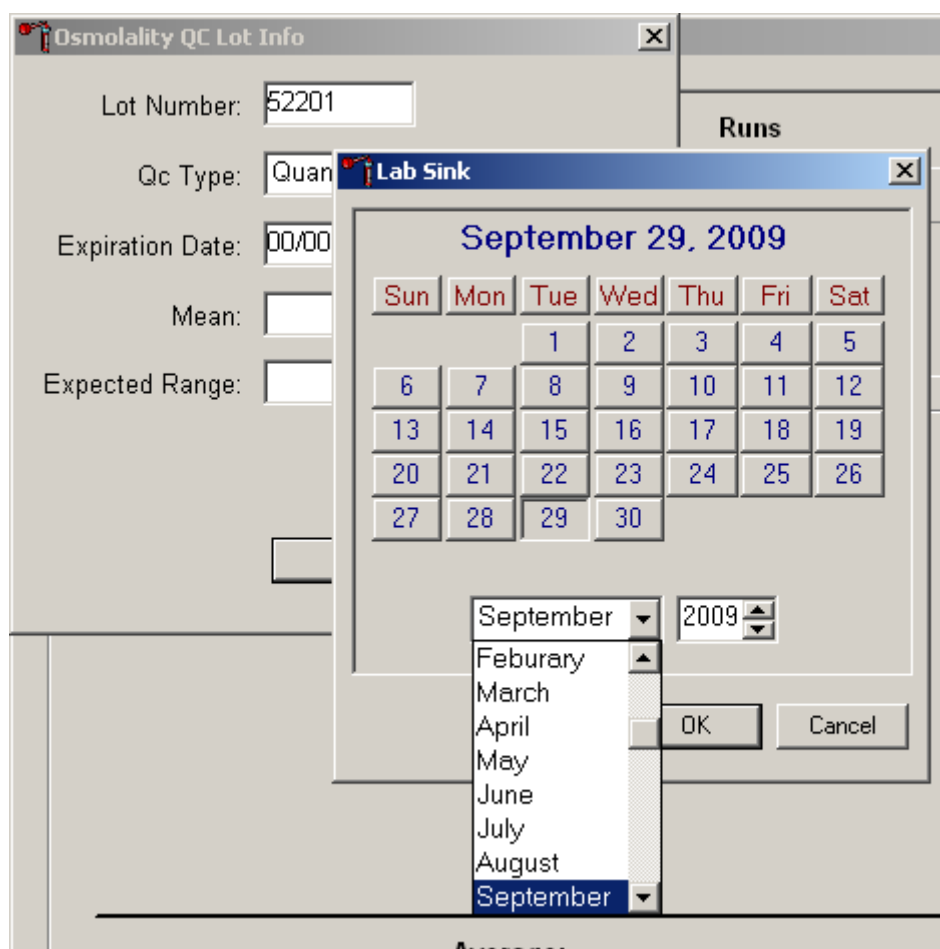 Osmolality QC Lot Info
Lot Number: 52201
Runs
Qc Type: Quan
Expiration Date: 00/00
Mean:
Expected Range:
Lab Sink
September 29, 2009
Sun Mon Tue Wed Thu Fri Sat
1 2 3 4 5
6 7 8 9 10 11 12
13 14 15 16 17 18 19
20 21 22 23 24 25 26
27 28 29 30
September 2009
Feburary
March
April
May
June
July
August
September
OK Cancel